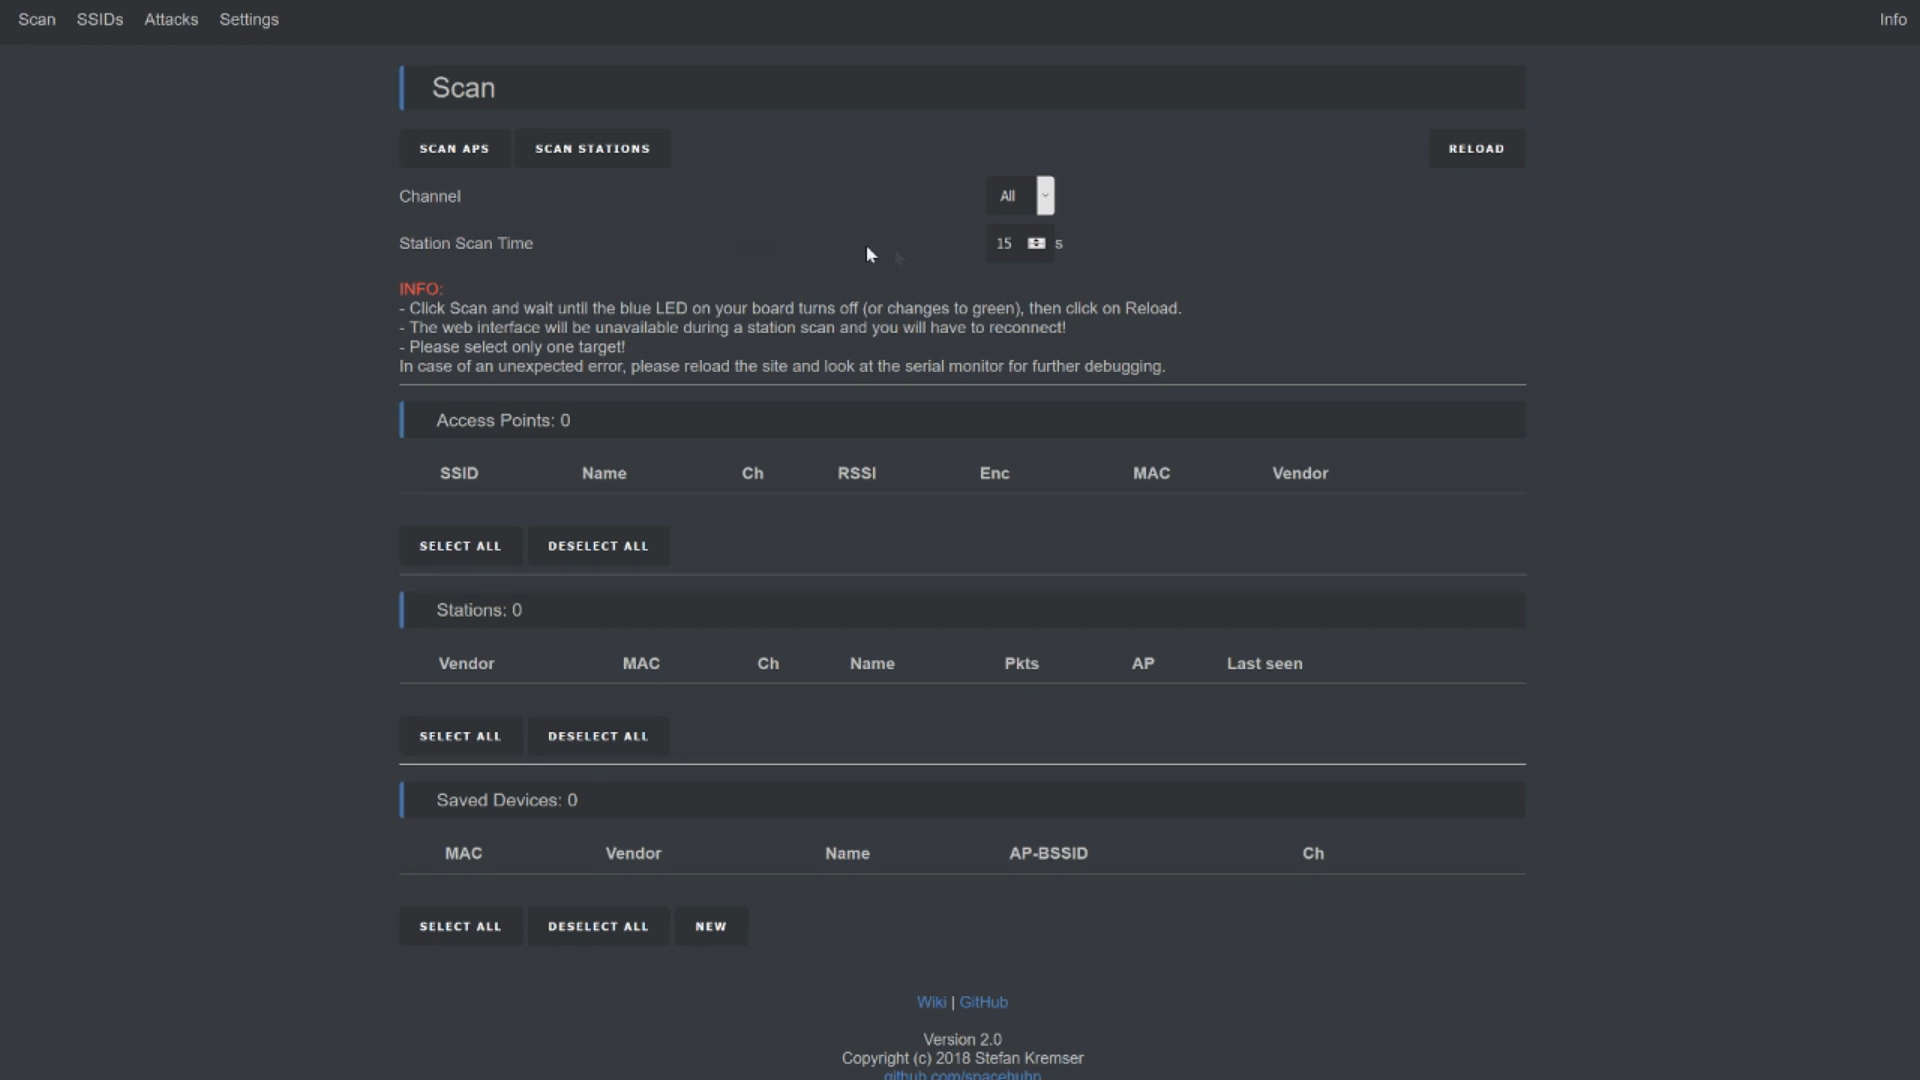 Scan SSIDs Attacks Settings Info
Scan
SCAN APS SCAN STATIONS RELOAD
Channel All
Station Scan Time 15 s
INFO:
- Click Scan and wait until the blue LED on your board turns off (or changes to green), then click on Reload.
- The web interface will be unavailable during a station scan and you will have to reconnect!
- Please select only one target!
In case of an unexpected error, please reload the site and look at the serial monitor for further debugging.
Access Points: 0
SSID Name Ch RSSI Enc MAC Vendor
SELECT ALL DESELECT ALL
Stations: 0
Vendor MAC Ch Name Pkts AP Last seen
SELECT ALL DESELECT ALL
Saved Devices: 0
MAC Vendor Name AP-BSSID Ch
SELECT ALL DESELECT ALL NEW
Wiki | GitHub
Version 2.0
Copyright (c) 2018 Stefan Kremser
github.com/spacehuhn